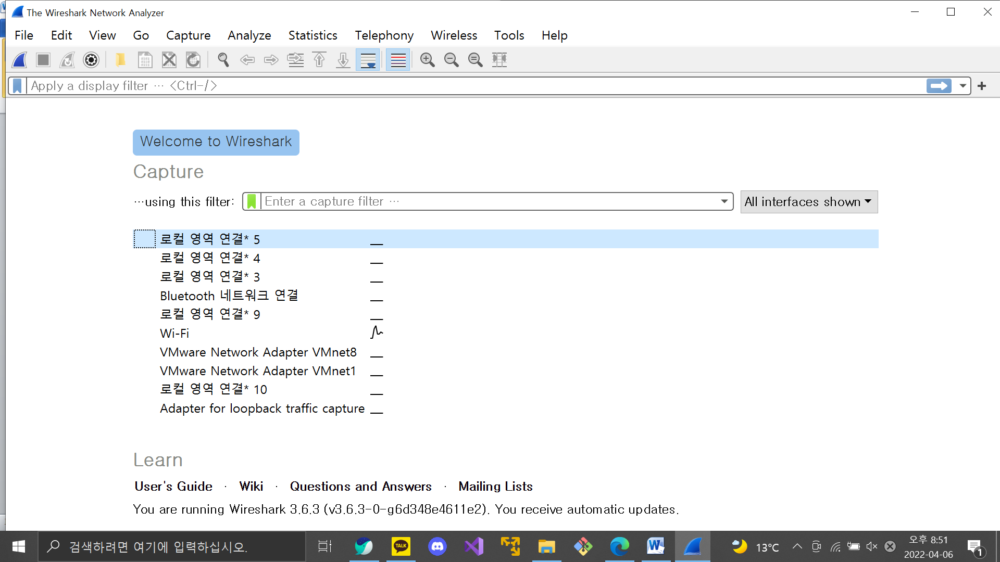 The Wireshark Network Analyzer
File Edit View Go Capture Analyze Statistics Telephony Wireless Tools Help
Apply a display filter … <Ctrl-/>
Welcome to Wireshark
Capture
…using this filter: Enter a capture filter … All interfaces shown
로컬 영역 연결* 5
로컬 영역 연결* 4
로컬 영역 연결* 3
Bluetooth 네트워크 연결
로컬 영역 연결* 9
Wi-Fi
VMware Network Adapter VMnet8
VMware Network Adapter VMnet1
로컬 영역 연결* 10
Adapter for loopback traffic capture
Learn
User's Guide · Wiki · Questions and Answers · Mailing Lists
You are running Wireshark 3.6.3 (v3.6.3-0-g6d348e4611e2). You receive automatic updates.
검색하려면 여기에 입력하십시오.
TALK
13°C
오후 8:51
2022-04-06
1